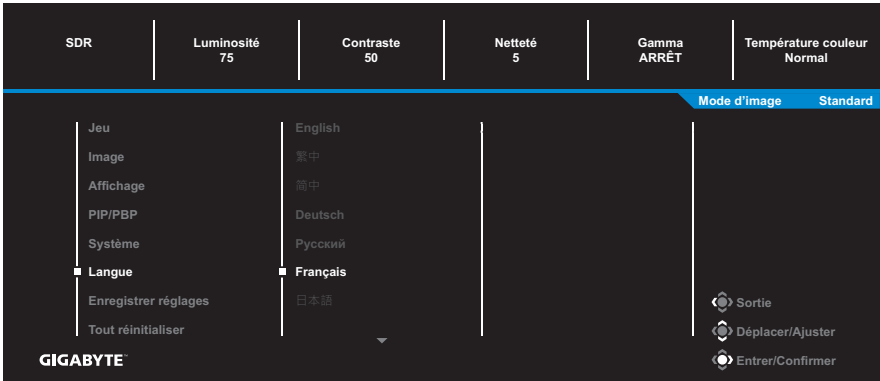 SDR
Luminosité
75
Contraste
50
Netteté
5
Gamma
ARRÊT
Température couleur
Normal
Mode d’image Standard
Jeu
Image
Affichage
PIP/PBP
Système
Langue
Enregistrer réglages
Tout réinitialiser
English
繁中
简中
Deutsch
Русский
Français
日本語
Sortie
Déplacer/Ajuster
Entrer/Confirmer
GIGABYTE™